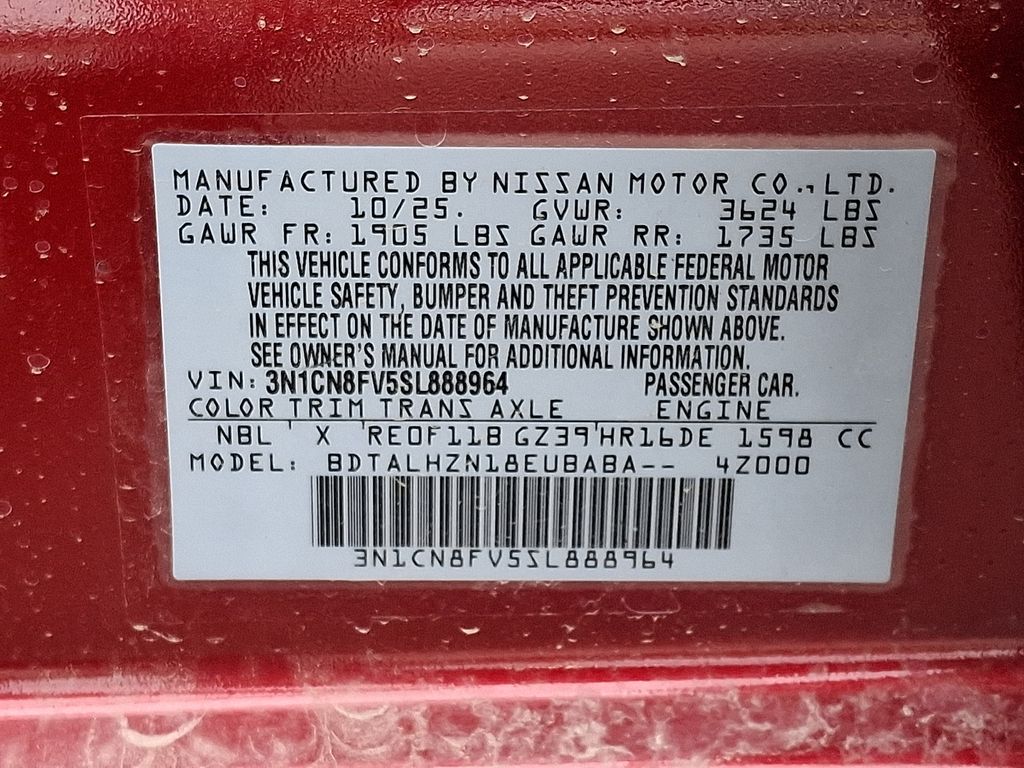 MANUFACTURED BY NISSAN MOTOR CO., LTD.
DATE: 10/25. GVWR: 3624 LBS
GAWR FR: 1905 LBS GAWR RR: 1735 LBS
THIS VEHICLE CONFORMS TO ALL APPLICABLE FEDERAL MOTOR
VEHICLE SAFETY, BUMPER AND THEFT PREVENTION STANDARDS
IN EFFECT ON THE DATE OF MANUFACTURE SHOWN ABOVE.
SEE OWNER'S MANUAL FOR ADDITIONAL INFORMATION.
VIN: 3N1CN8FV5SL888964 PASSENGER CAR.
COLOR TRIM TRANS AXLE ENGINE
NBL ' X 'RE0F11B GZ39'HR16DE 1598 CC
MODEL: BDTALHZN18EUBABA-- 4Z000
3N1CN8FV5SL888964